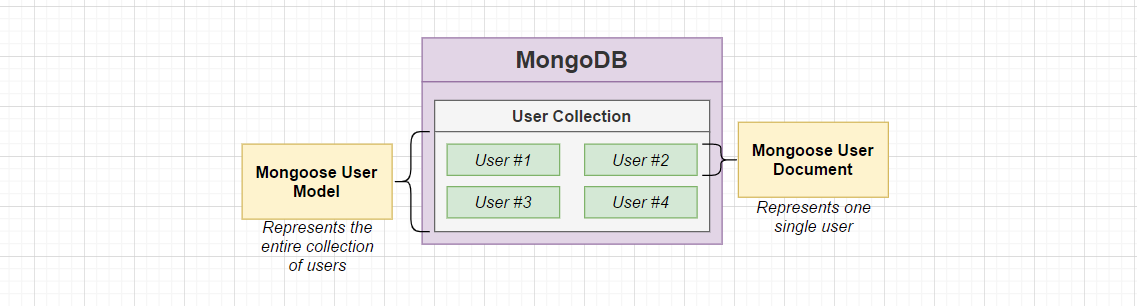 MongoDB
User Collection
User #1
User #2
User #3
User #4
Mongoose User
Model
Represents the
entire collection
of users
Mongoose User
Document
Represents one
single user